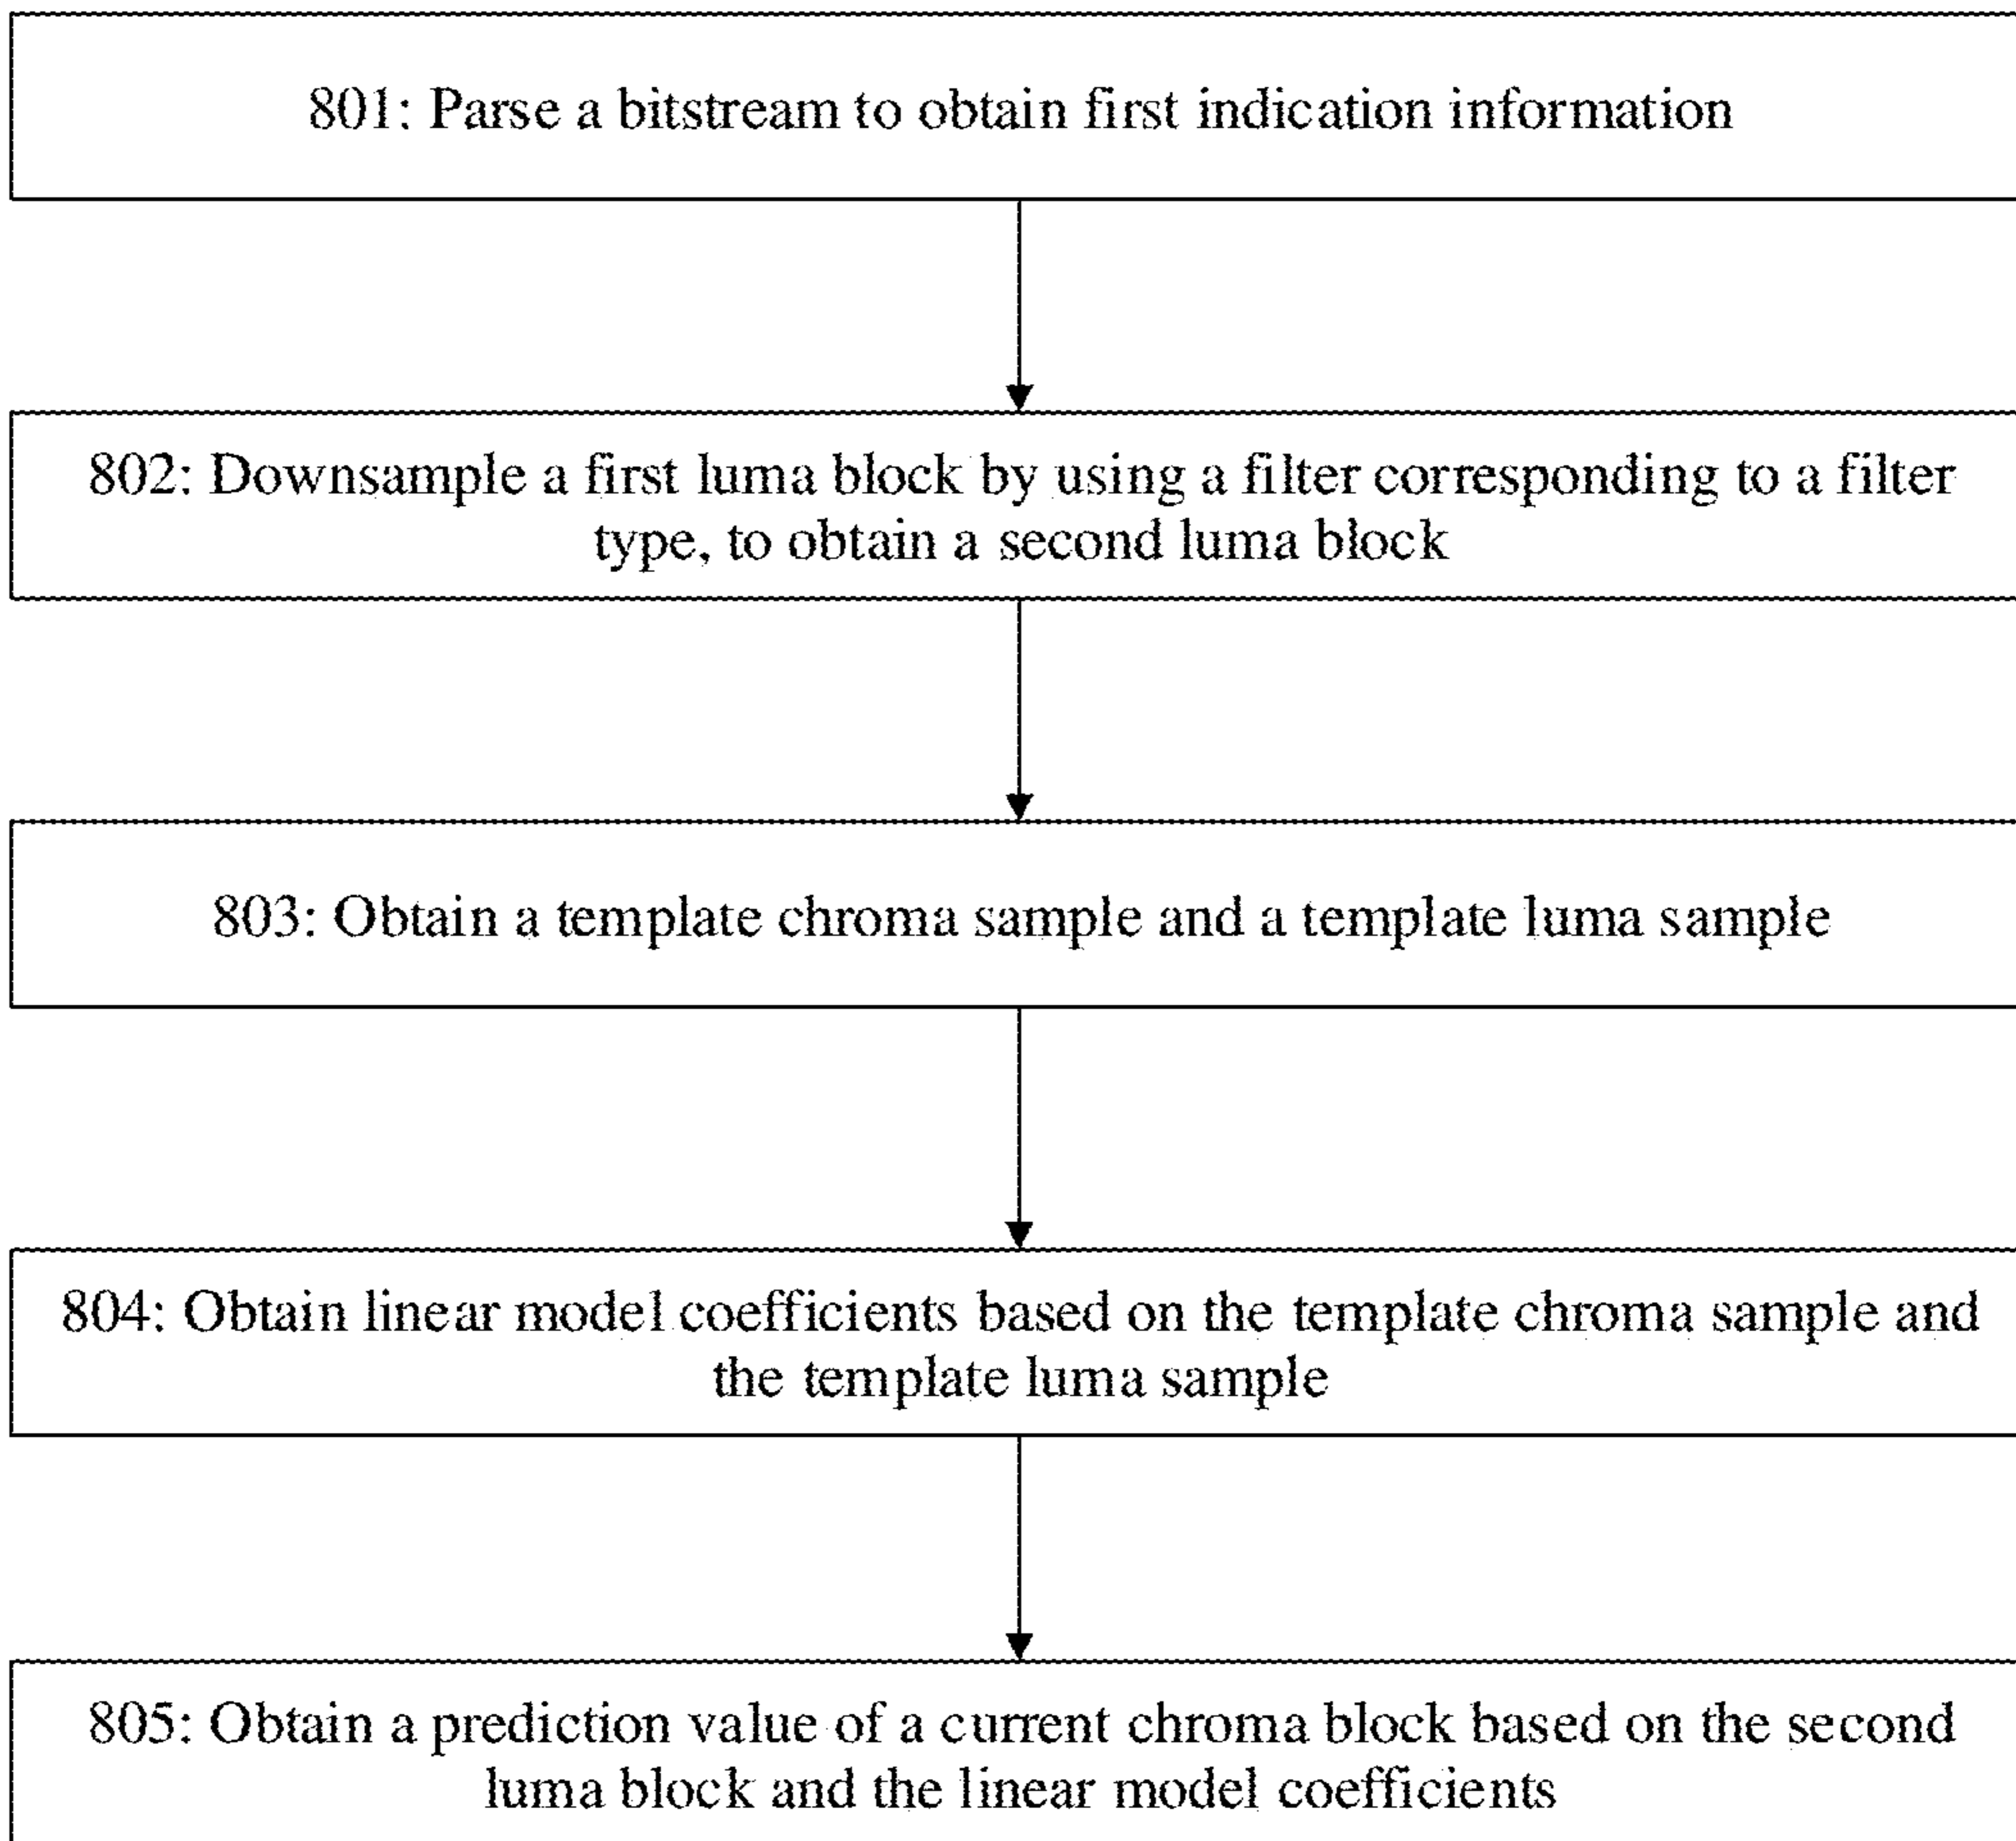 801: Parse a bitstream to obtain first indication information
802: Downsample a first luma block by using a filter corresponding to a filter
type, to obtain a second luma block
803: Obtain a template chroma sample and a template luma sample
804: Obtain linear model coefficients based on the template chroma sample and
the template luma sample
805: Obtain a prediction value of a current chroma block based on the second
luma block and the linear model coefficients